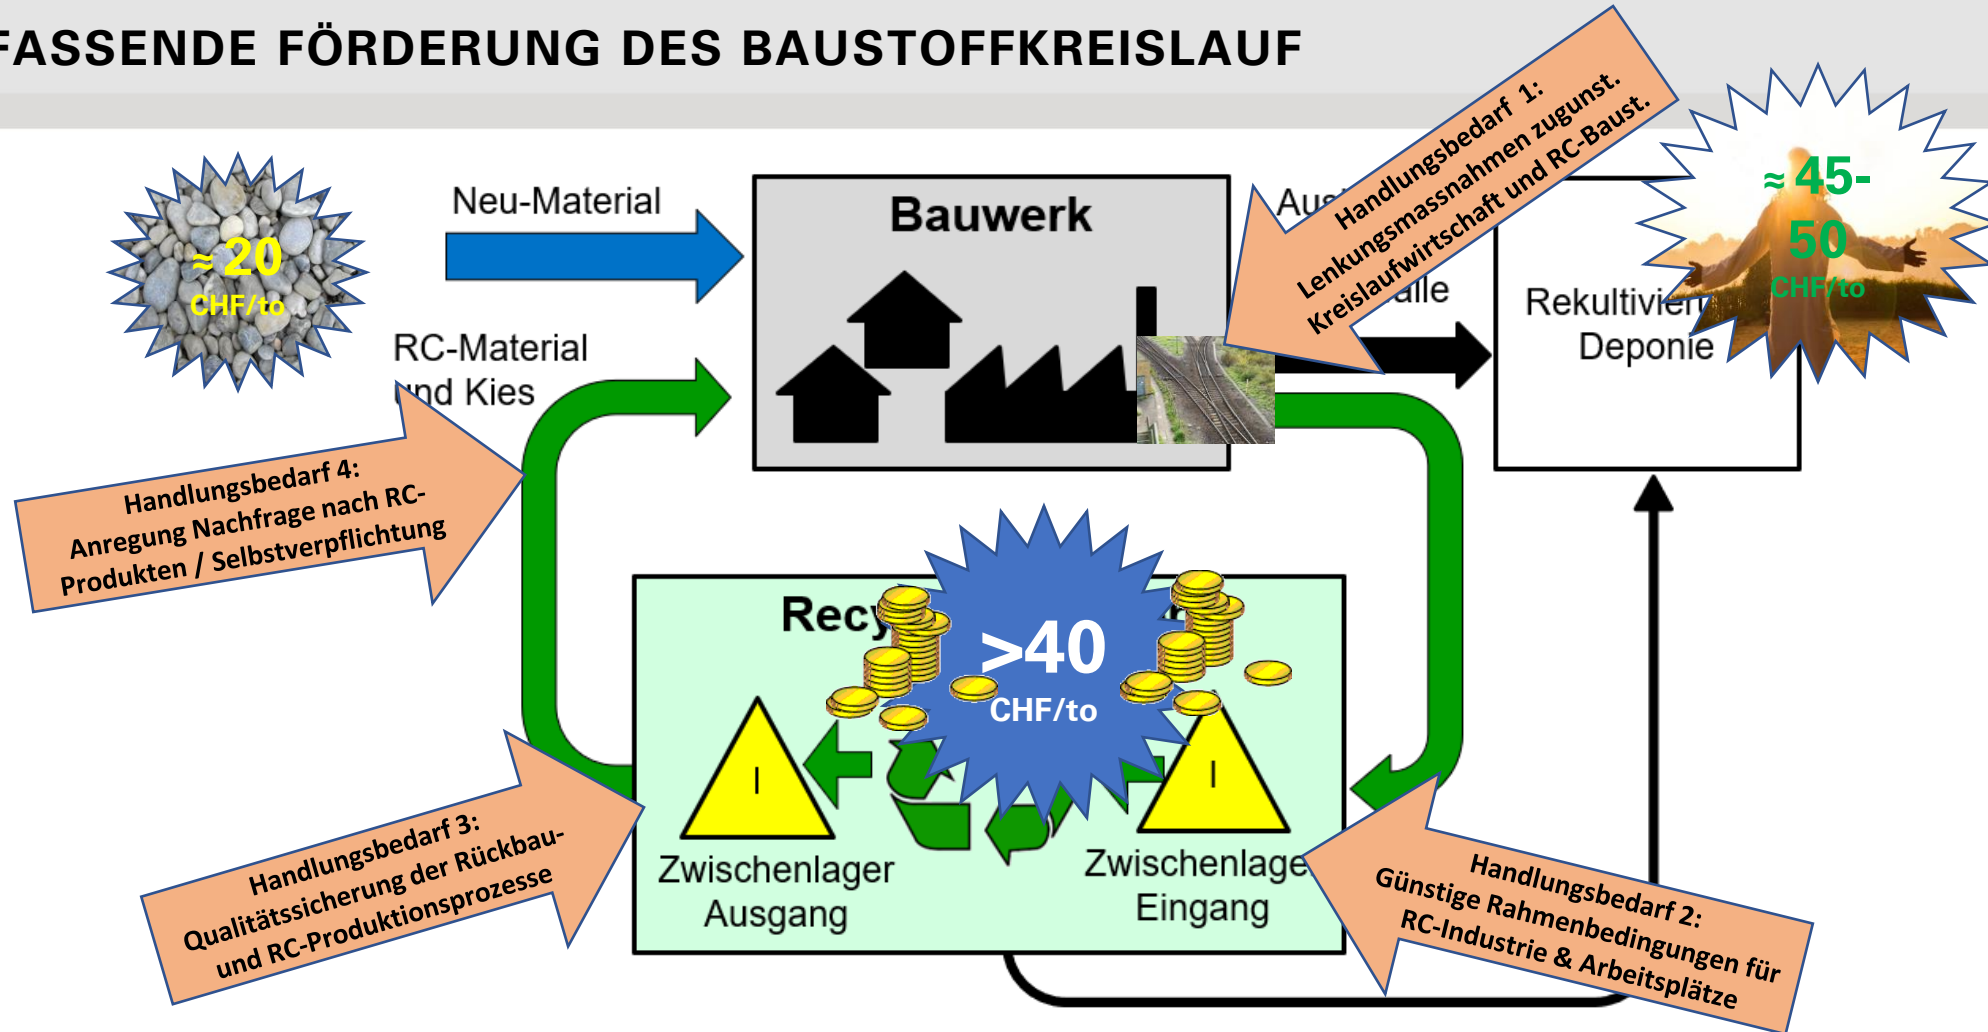 FASSENDE FÖRDERUNG DES BAUSTOFFKREISLAUF
Handlungsbedarf 1:
Lenkungsmassnahmen zugunst.
Kreislaufwirtschaft und RC-Baust.
≈ 45-
50
CHF/to
≈ 20
CHF/to
Neu-Material
Bauwerk
RC-Material
und Kies
Deponie
Handlungsbedarf 4:
Anregung Nachfrage nach RC-
Produkten / Selbstverpflichtung
>40
CHF/to
I
I
Zwischenlager
Ausgang
Eingang
Handlungsbedarf 3:
Qualitätssicherung der Rückbau-
und RC-Produktionsprozesse
Handlungsbedarf 2:
Günstige Rahmenbedingungen für
RC-Industrie & Arbeitsplätze